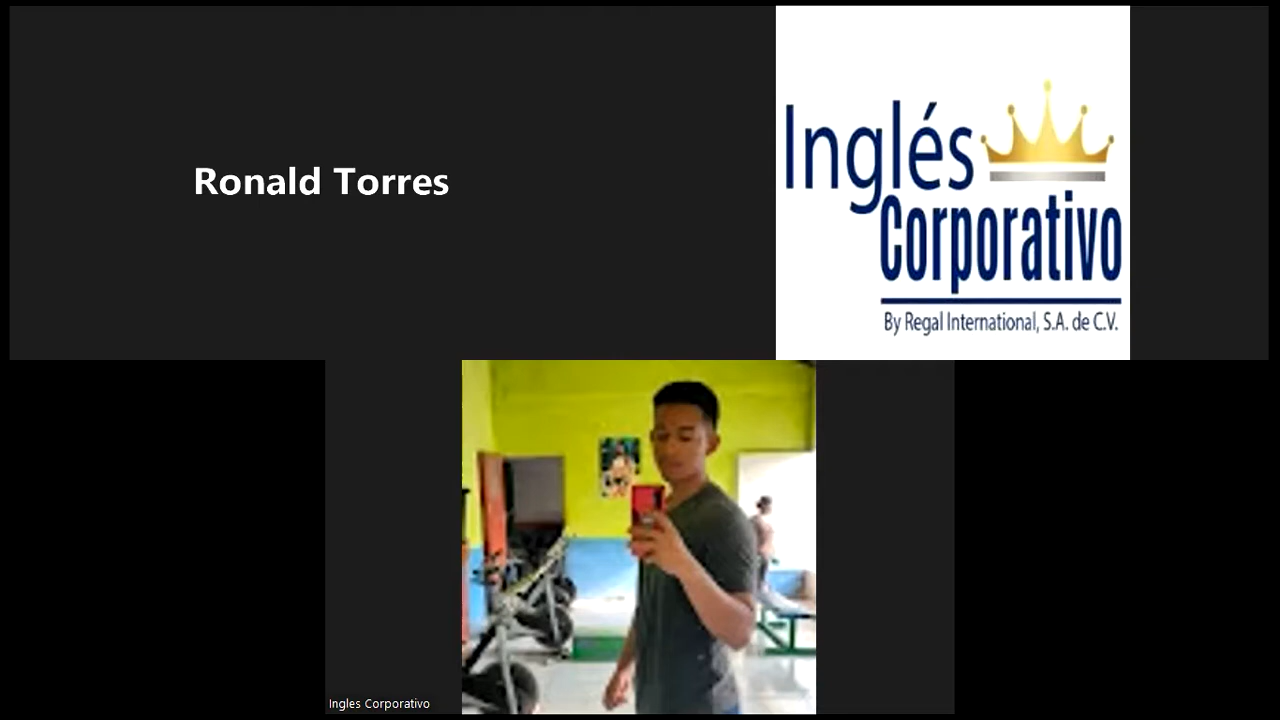 Ronald Torres
Inglés
Corporativo
By Regal International, S.A. de C.V.
Ingles Corporativo